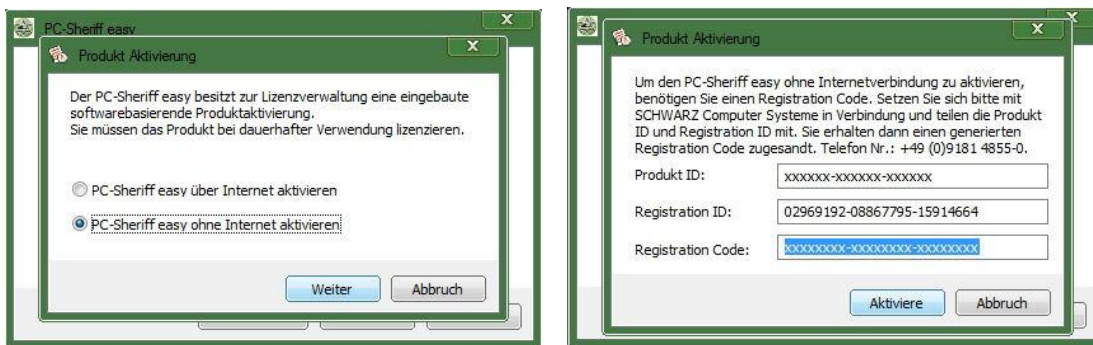 PC-Sheriff easy
Produkt Aktivierung
Der PC-Sheriff easy besitzt zur Lizenzverwaltung eine eingebaute
softwarebasierende Produktaktivierung.
Sie müssen das Produkt bei dauerhafter Verwendung lizenzieren.
PC-Sheriff easy über Internet aktivieren
PC-Sheriff easy ohne Internet aktivieren
Weiter
Abbruch
Produkt Aktivierung
Um den PC-Sheriff easy ohne Internetverbindung zu aktivieren,
benötigen Sie einen Registration Code. Setzen Sie sich bitte mit
SCHWARZ Computer Systeme in Verbindung und teilen die Produkt
ID und Registration ID mit. Sie erhalten dann einen generierten
Registration Code zugesandt. Telefon Nr.: +49 (0)9181 4855-0.
Produkt ID: xxxxxx-xxxxxx-xxxxxx
Registration ID: 02969192-08867795-15914664
Registration Code: xxxxxxxx-xxxxxxxx-xxxxxxxx
Aktiviere
Abbruch